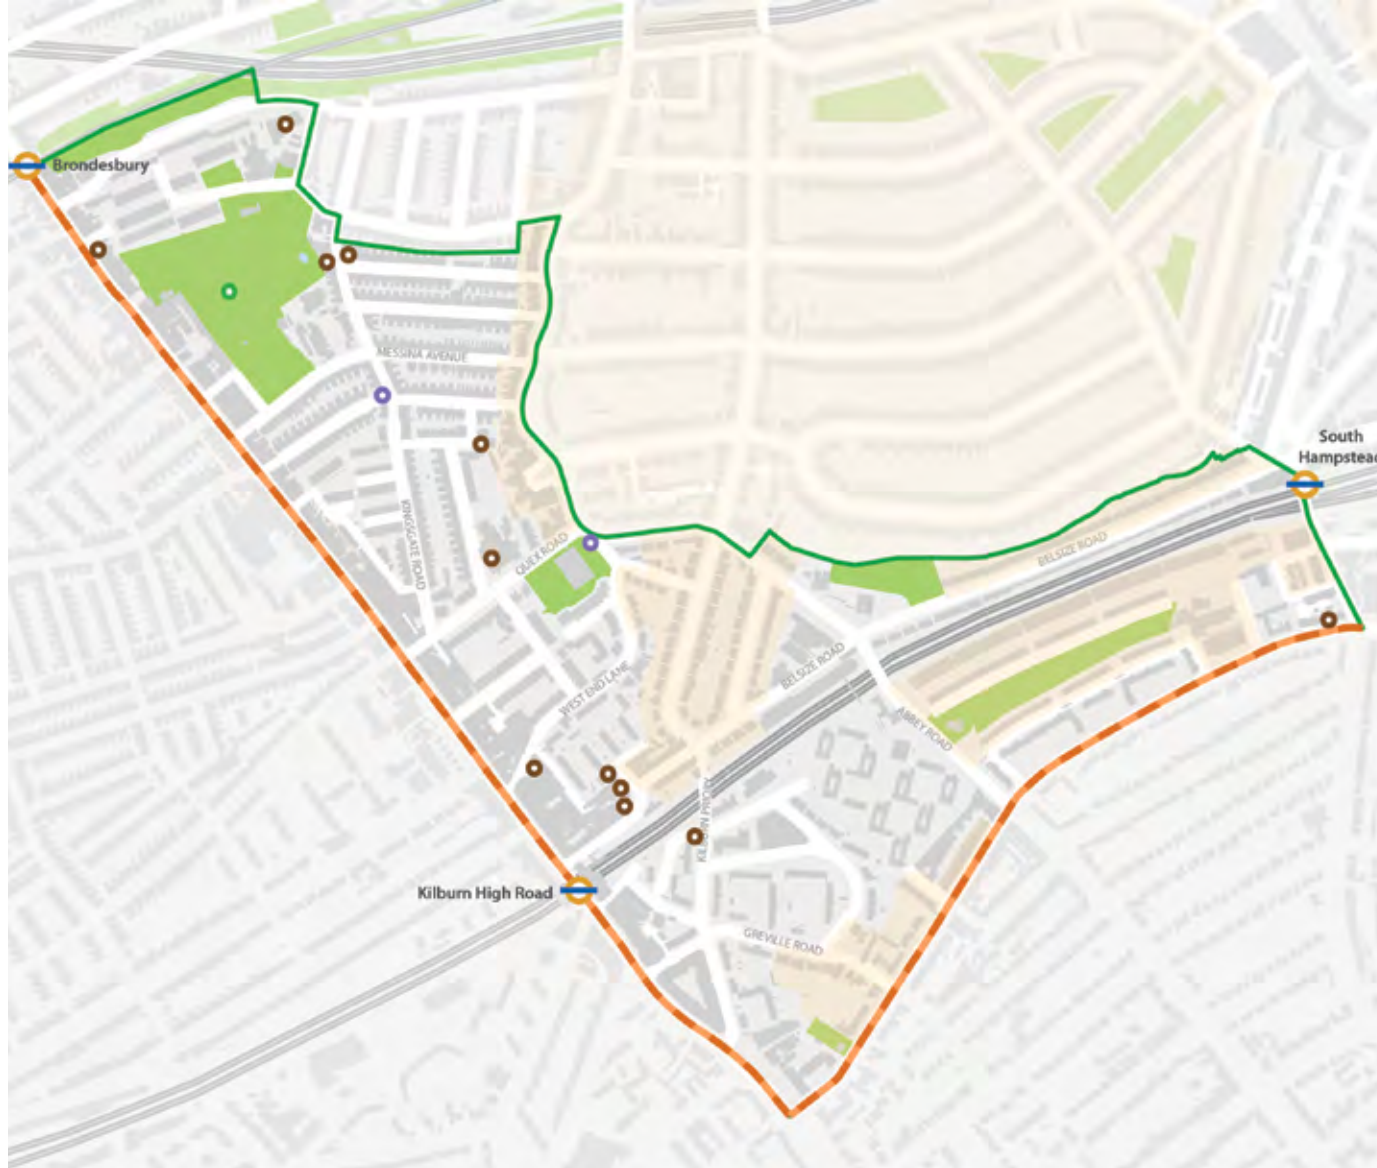 Brondesbury
MESSINA AVENUE
South
Hampstead
KINGSGATE ROAD
QUEX ROAD
BELSIZE ROAD
BELSIZE ROAD
WEST END LANE
ABBEY ROAD
KILBURN PRIORY
Kilburn High Road
GREVILLE ROAD